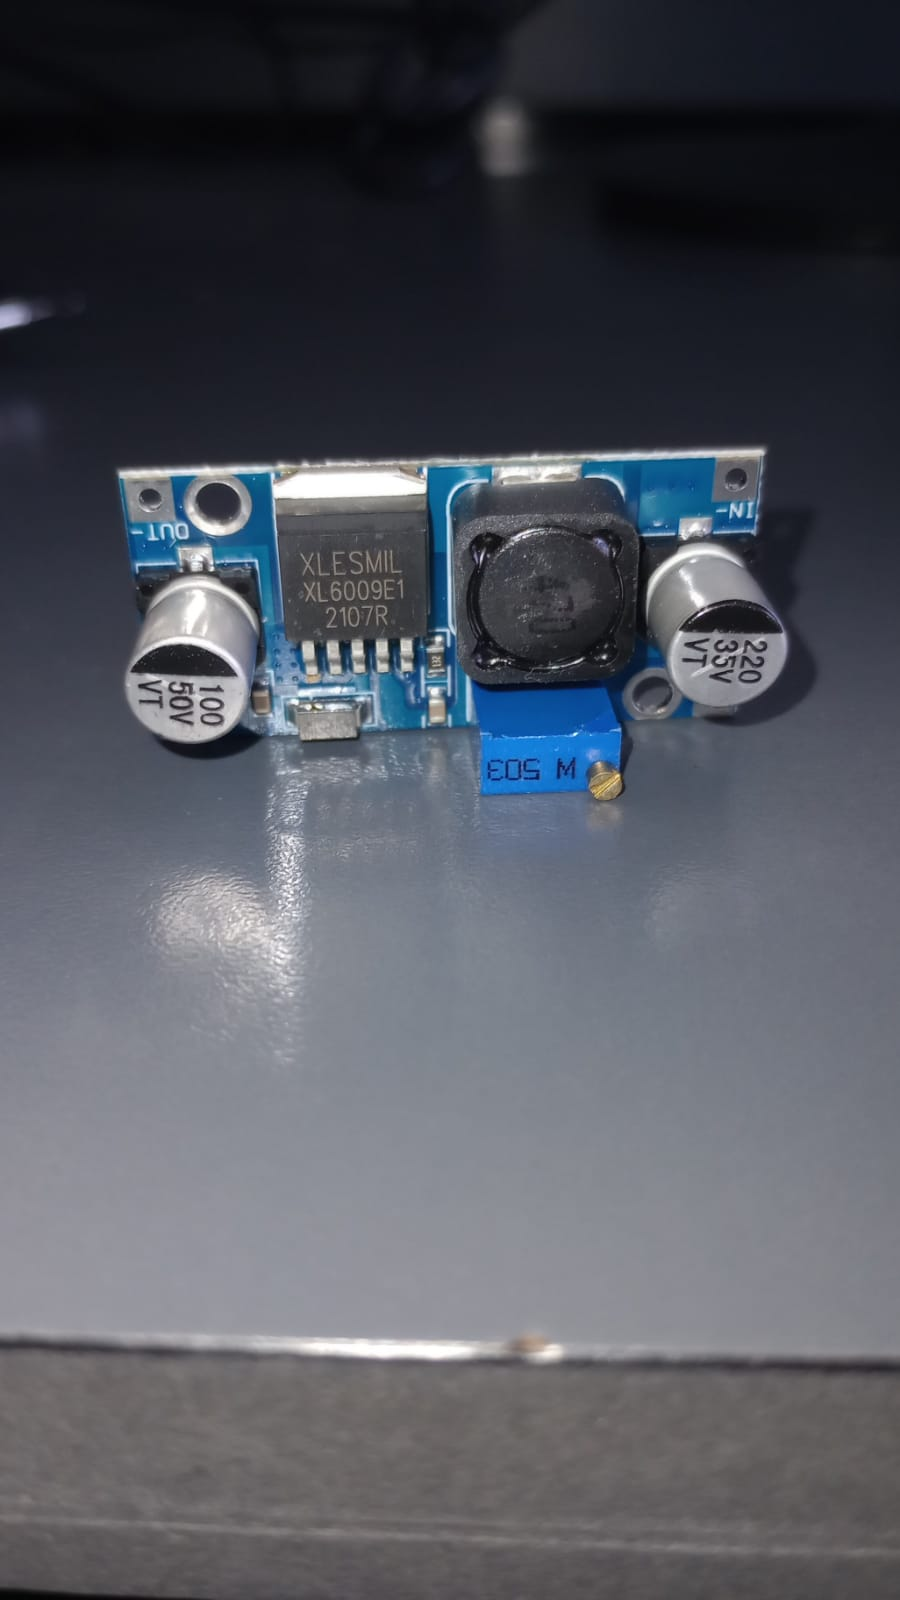 OUT-
IN-
XLESMIL
XL6009E1
2107R
100
50V
VT
220
35V
VT
W 503